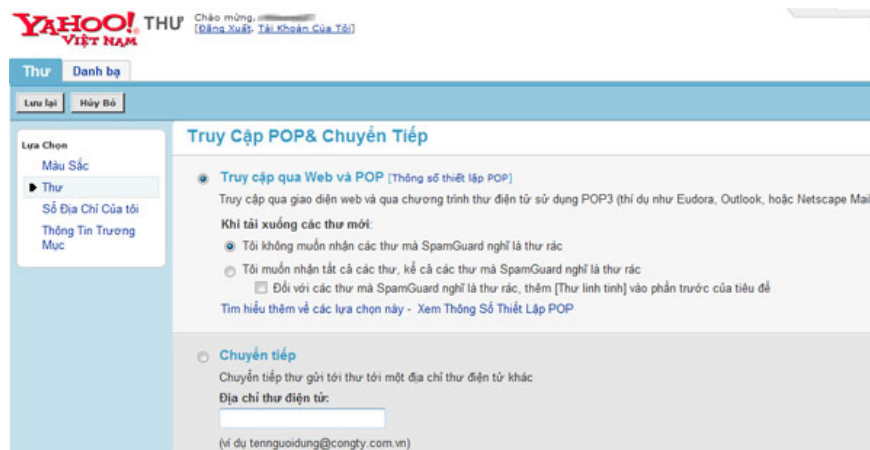 YAHOO! THƯ
VIỆT NAM
Chào mừng,
[Đăng Xuất, Tài Khoản Của Tôi]
Thư Danh bạ
Lưu lại Hủy Bỏ
Lựa Chọn
Màu Sắc
Thư
Sổ Địa Chỉ Của tôi
Thông Tin Trương
Mục
Truy Cập POP& Chuyển Tiếp
Truy cập qua Web và POP [Thông số thiết lập POP]
Truy cập qua giao diện web và qua chương trình thư điện tử sử dụng POP3 (thí dụ như Eudora, Outlook, hoặc Netscape Mai
Khi tải xuống các thư mới:
Tôi không muốn nhận các thư mà SpamGuard nghĩ là thư rác
Tôi muốn nhận tất cả các thư, kể cả các thư mà SpamGuard nghĩ là thư rác
Đối với các thư mà SpamGuard nghĩ là thư rác, thêm [Thư linh tinh] vào phần trước của tiêu đề
Tìm hiểu thêm về các lựa chọn này - Xem Thông Số Thiết Lập POP
Chuyển tiếp
Chuyển tiếp thư gửi tới thư tới một địa chỉ thư điện tử khác
Địa chỉ thư điện tử:
(ví dụ tennguoidung@congty.com.vn)